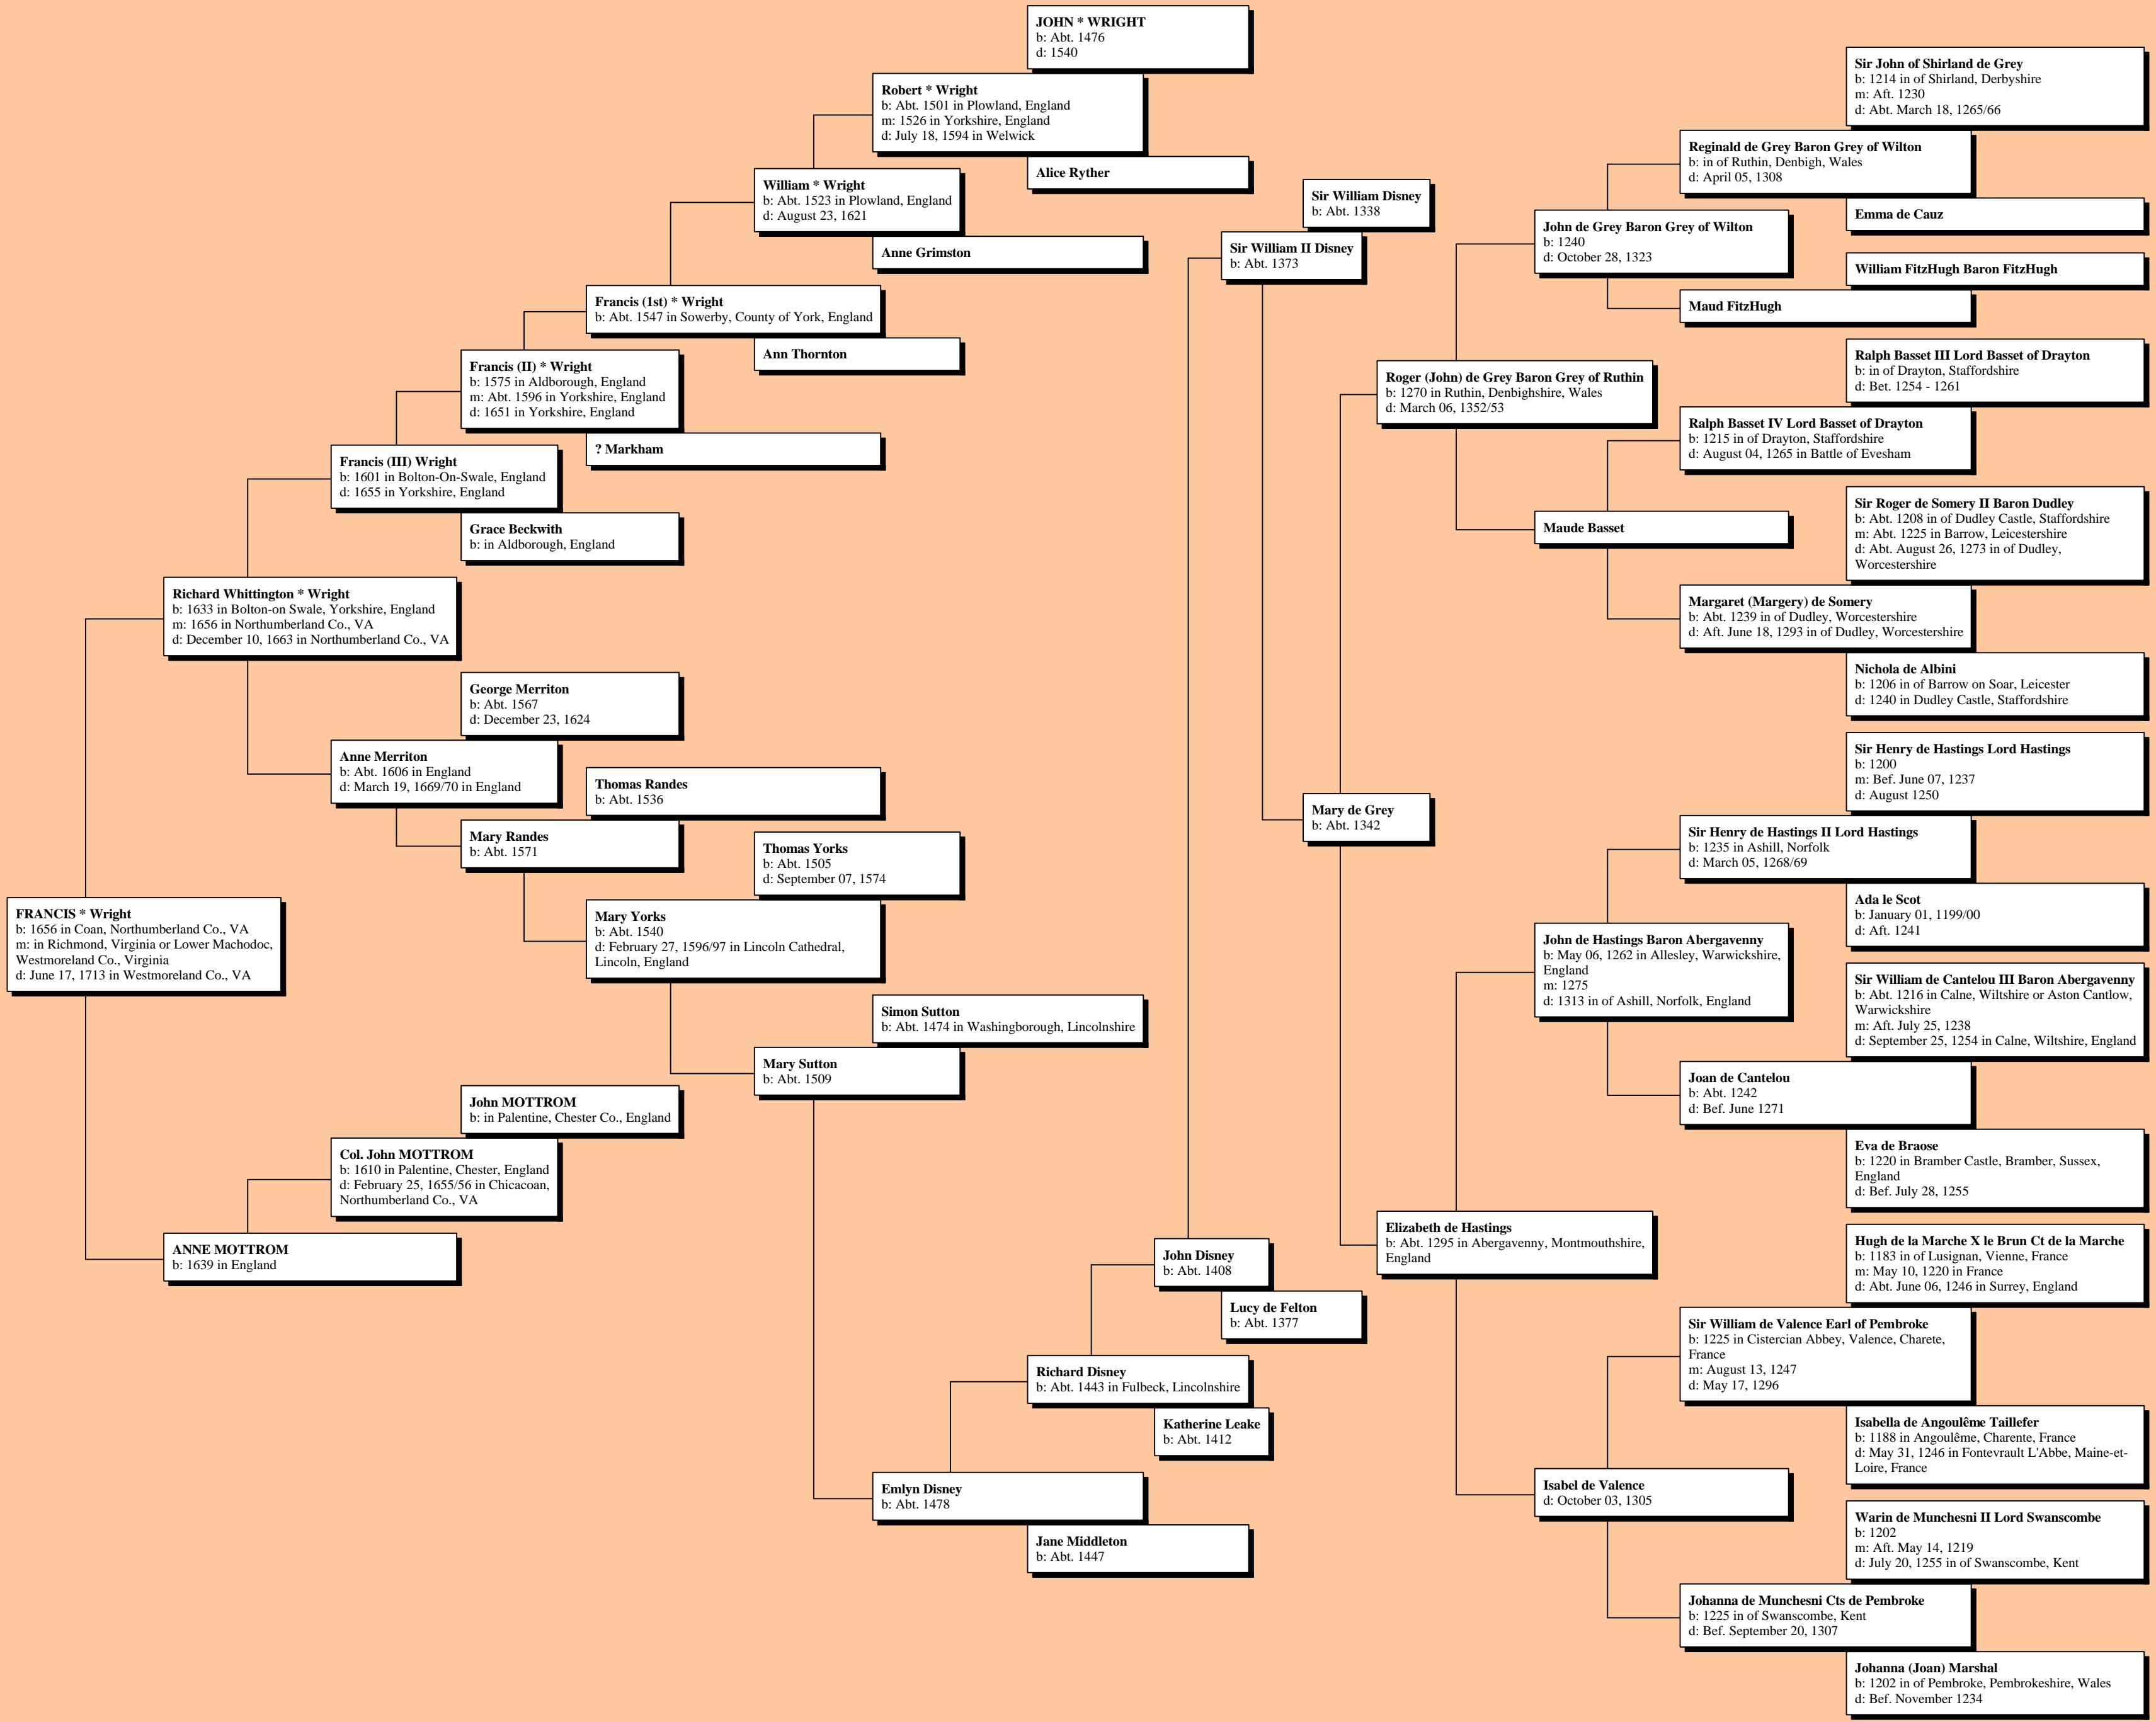 JOHN * WRIGHT
b: Abt. 1476
d: 1540
Robert * Wright
b: Abt. 1501 in Plowland, England
m: 1526 in Yorkshire, England
d: July 18, 1594 in Welwick
Alice Ryther
William * Wright
b: Abt. 1523 in Plowland, England
d: August 23, 1621
Anne Grimston
Francis (1st) * Wright
b: Abt. 1547 in Sowerby, County of York, England
Ann Thornton
Francis (II) * Wright
b: 1575 in Aldborough, England
m: Abt. 1596 in Yorkshire, England
d: 1651 in Yorkshire, England
? Markham
Francis (III) Wright
b: 1601 in Bolton-On-Swale, England
d: 1655 in Yorkshire, England
Grace Beckwith
b: in Aldborough, England
Richard Whittington * Wright
b: 1633 in Bolton-on Swale, Yorkshire, England
m: 1656 in Northumberland Co., VA
d: December 10, 1663 in Northumberland Co., VA
George Merriton
b: Abt. 1567
d: December 23, 1624
Anne Merriton
b: Abt. 1606 in England
d: March 19, 1669/70 in England
Thomas Randes
b: Abt. 1536
Mary Randes
b: Abt. 1571
Thomas Yorks
b: Abt. 1505
d: September 07, 1574
Mary Yorks
b: Abt. 1540
d: February 27, 1596/97 in Lincoln Cathedral,
Lincoln, England
FRANCIS * Wright
b: 1656 in Coan, Northumberland Co., VA
m: in Richmond, Virginia or Lower Machodoc,
Westmoreland Co., Virginia
d: June 17, 1713 in Westmoreland Co., VA
Simon Sutton
b: Abt. 1474 in Washingborough, Lincolnshire
Mary Sutton
b: Abt. 1509
John MOTTROM
b: in Palentine, Chester Co., England
Col. John MOTTROM
b: 1610 in Palentine, Chester, England
d: February 25, 1655/56 in Chicacoan,
Northumberland Co., VA
ANNE MOTTROM
b: 1639 in England
John Disney
b: Abt. 1408
Lucy de Felton
b: Abt. 1377
Richard Disney
b: Abt. 1443 in Fulbeck, Lincolnshire
Katherine Leake
b: Abt. 1412
Emlyn Disney
b: Abt. 1478
Jane Middleton
b: Abt. 1447
Sir William Disney
b: Abt. 1338
Sir William II Disney
b: Abt. 1373
Mary de Grey
b: Abt. 1342
Sir John of Shirland de Grey
b: 1214 in of Shirland, Derbyshire
m: Aft. 1230
d: Abt. March 18, 1265/66
Reginald de Grey Baron Grey of Wilton
b: in of Ruthin, Denbigh, Wales
d: April 05, 1308
Emma de Cauz
John de Grey Baron Grey of Wilton
b: 1240
d: October 28, 1323
William FitzHugh Baron FitzHugh
Maud FitzHugh
Roger (John) de Grey Baron Grey of Ruthin
b: 1270 in Ruthin, Denbighshire, Wales
d: March 06, 1352/53
Ralph Basset III Lord Basset of Drayton
b: in of Drayton, Staffordshire
d: Bet. 1254 - 1261
Ralph Basset IV Lord Basset of Drayton
b: 1215 in of Drayton, Staffordshire
d: August 04, 1265 in Battle of Evesham
Maude Basset
Sir Roger de Somery II Baron Dudley
b: Abt. 1208 in of Dudley Castle, Staffordshire
m: Abt. 1225 in Barrow, Leicestershire
d: Abt. August 26, 1273 in of Dudley,
Worcestershire
Margaret (Margery) de Somery
b: Abt. 1239 in of Dudley, Worcestershire
d: Aft. June 18, 1293 in of Dudley, Worcestershire
Nichola de Albini
b: 1206 in of Barrow on Soar, Leicester
d: 1240 in Dudley Castle, Staffordshire
Sir Henry de Hastings Lord Hastings
b: 1200
m: Bef. June 07, 1237
d: August 1250
Sir Henry de Hastings II Lord Hastings
b: 1235 in Ashill, Norfolk
d: March 05, 1268/69
Ada le Scot
b: January 01, 1199/00
d: Aft. 1241
John de Hastings Baron Abergavenny
b: May 06, 1262 in Allesley, Warwickshire,
England
m: 1275
d: 1313 in of Ashill, Norfolk, England
Sir William de Cantelou III Baron Abergavenny
b: Abt. 1216 in Calne, Wiltshire or Aston Cantlow,
Warwickshire
m: Aft. July 25, 1238
d: September 25, 1254 in Calne, Wiltshire, England
Joan de Cantelou
b: Abt. 1242
d: Bef. June 1271
Eva de Braose
b: 1220 in Bramber Castle, Bramber, Sussex,
England
d: Bef. July 28, 1255
Elizabeth de Hastings
b: Abt. 1295 in Abergavenny, Montmouthshire,
England
Hugh de la Marche X le Brun Ct de la Marche
b: 1183 in of Lusignan, Vienne, France
m: May 10, 1220 in France
d: Abt. June 06, 1246 in Surrey, England
Sir William de Valence Earl of Pembroke
b: 1225 in Cistercian Abbey, Valence, Charete,
France
m: August 13, 1247
d: May 17, 1296
Isabella de Angoulême Taillefer
b: 1188 in Angoulême, Charente, France
d: May 31, 1246 in Fontevrault L'Abbe, Maine-et-
Loire, France
Isabel de Valence
d: October 03, 1305
Warin de Munchesni II Lord Swanscombe
b: 1202
m: Aft. May 14, 1219
d: July 20, 1255 in of Swanscombe, Kent
Johanna de Munchesni Cts de Pembroke
b: 1225 in of Swanscombe, Kent
d: Bef. September 20, 1307
Johanna (Joan) Marshal
b: 1202 in of Pembroke, Pembrokeshire, Wales
d: Bef. November 1234